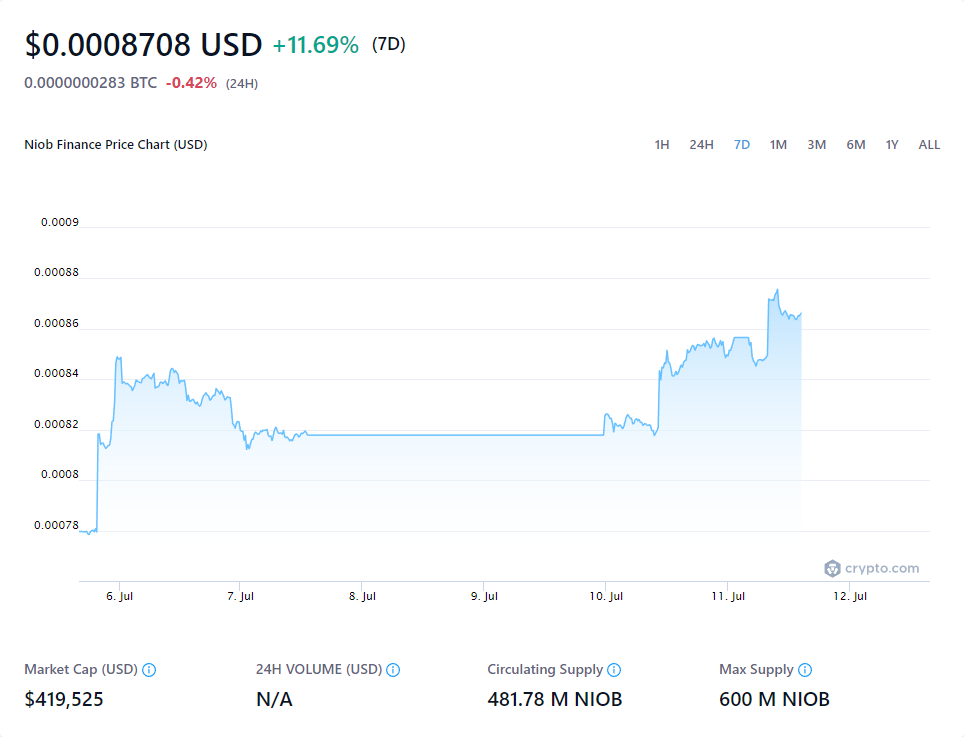 $0.0008708 USD +11.69% (7D)
0.0000000283 BTC -0.42% (24H)
Niob Finance Price Chart (USD) 1H 24H 7D 1M 3M 6M 1Y ALL
0.0009
0.00088
0.00086
0.00084
0.00082
0.0008
0.00078
crypto.com
6. Jul 7. Jul 8. Jul 9. Jul 10. Jul 11. Jul 12. Jul
Market Cap (USD) 24H VOLUME (USD) Circulating Supply Max Supply
$419,525 N/A 481.78 M NIOB 600 M NIOB